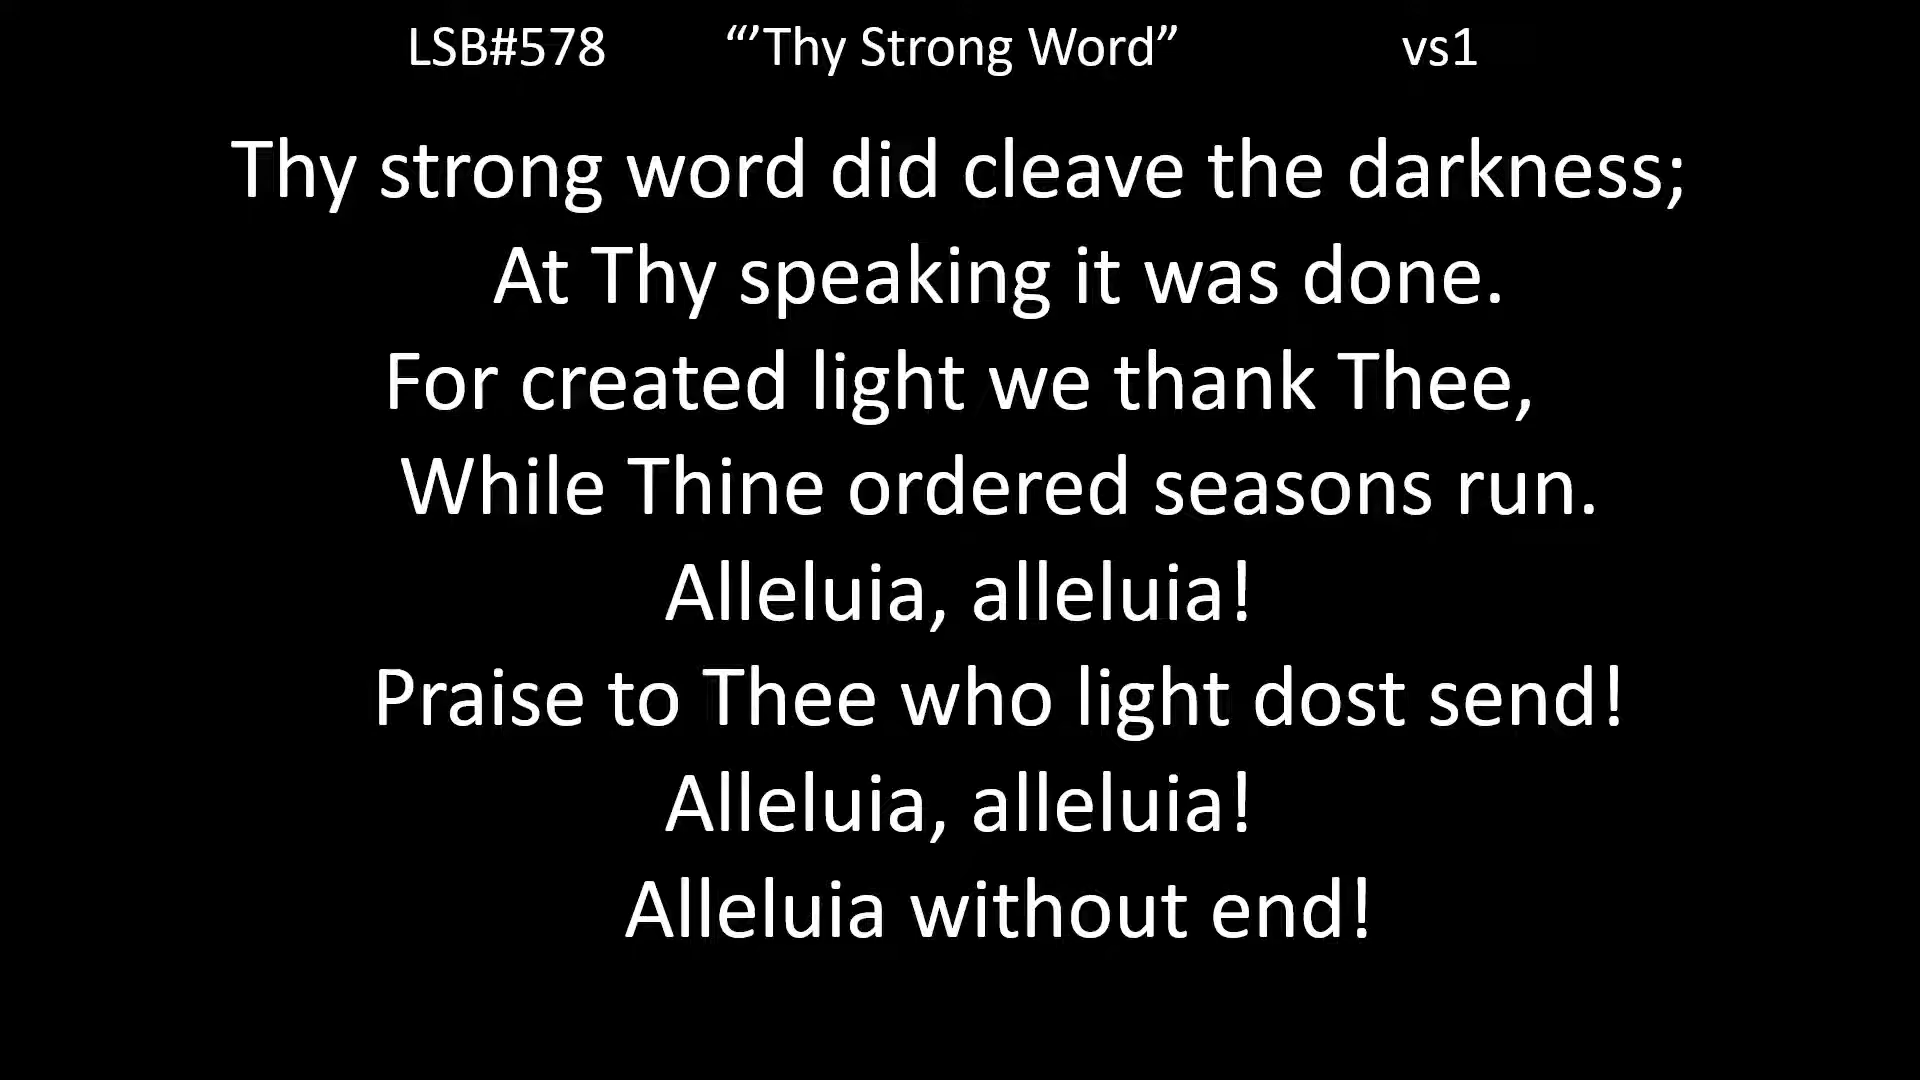 LSB#578 “’Thy Strong Word” vs1
Thy strong word did cleave the darkness;
At Thy speaking it was done.
For created light we thank Thee,
While Thine ordered seasons run.
Alleluia, alleluia!
Praise to Thee who light dost send!
Alleluia, alleluia!
Alleluia without end!